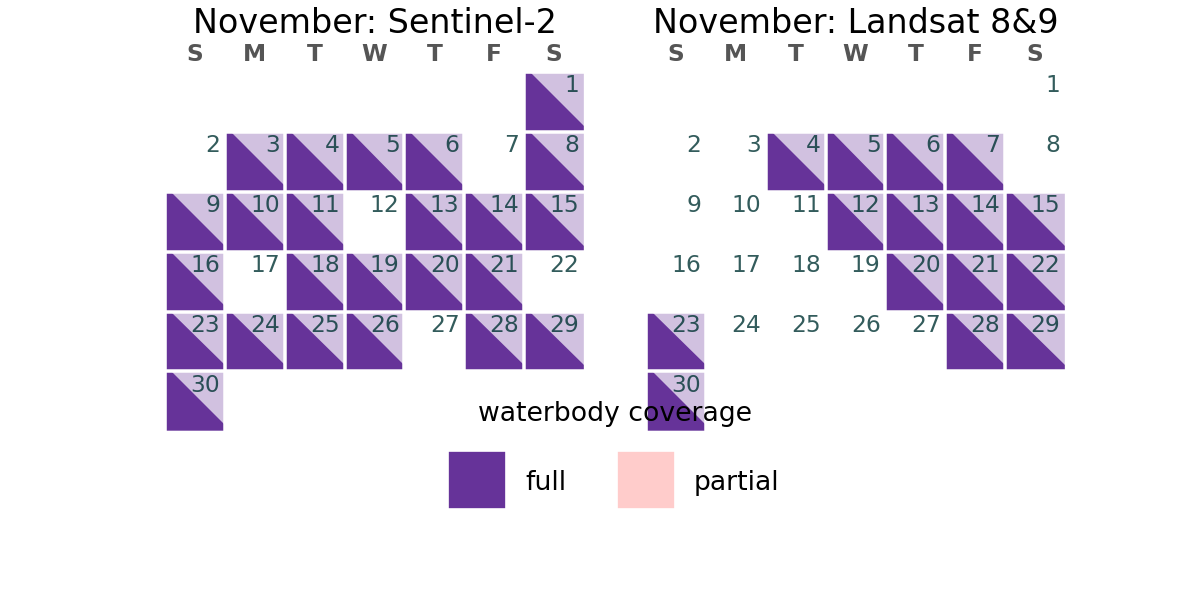 November: Sentinel-2
S M T W T F S
1
2 3 4 5 6 7 8
9 10 11 12 13 14 15
16 17 18 19 20 21 22
23 24 25 26 27 28 29
30
November: Landsat 8&9
S M T W T F S
1
2 3 4 5 6 7 8
9 10 11 12 13 14 15
16 17 18 19 20 21 22
23 24 25 26 27 28 29
30
waterbody coverage
full partial